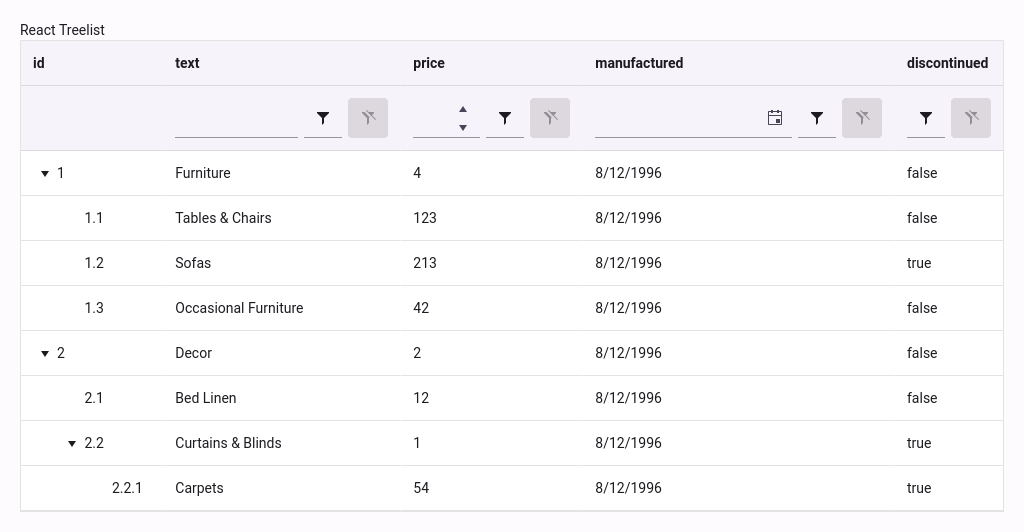 React Treelist
id text price manufactured discontinued
1 Furniture 4 8/12/1996 false
1.1 Tables & Chairs 123 8/12/1996 false
1.2 Sofas 213 8/12/1996 true
1.3 Occasional Furniture 42 8/12/1996 false
2 Decor 2 8/12/1996 false
2.1 Bed Linen 12 8/12/1996 false
2.2 Curtains & Blinds 1 8/12/1996 true
2.2.1 Carpets 54 8/12/1996 true